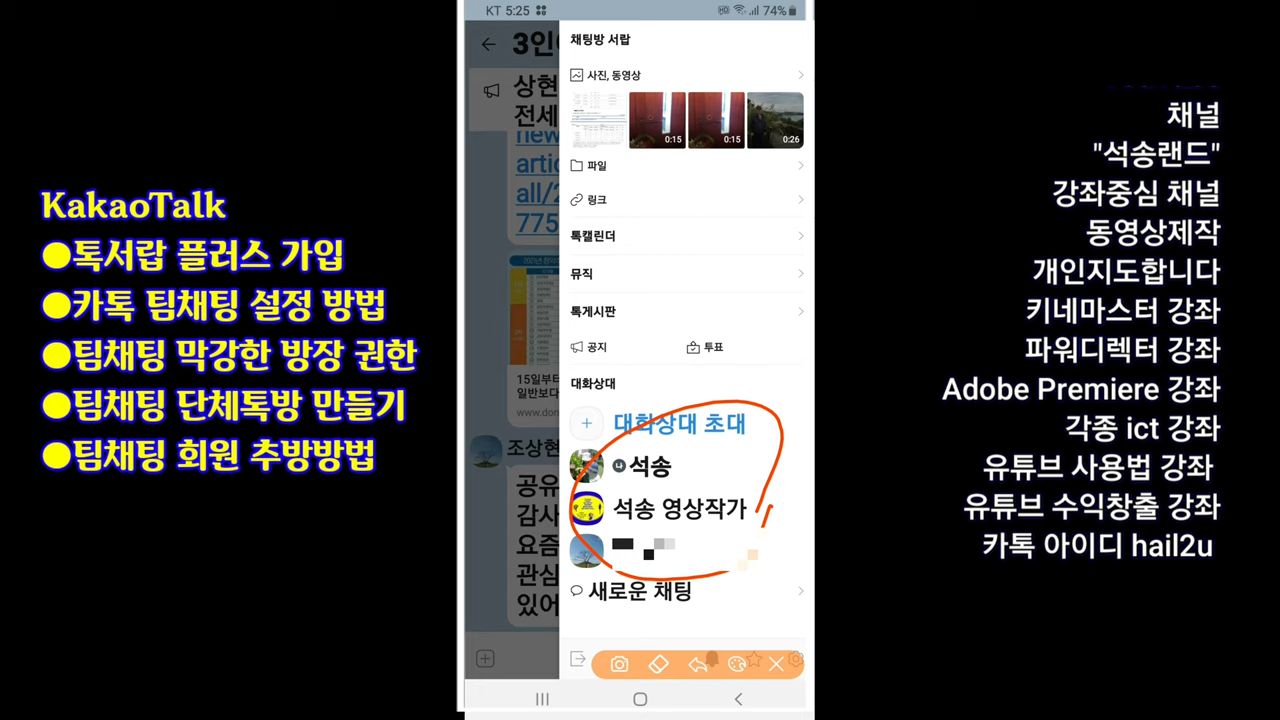 KakaoTalk
●톡서랍 플러스 가입
●카톡 팀채팅 설정 방법
●팀채팅 막강한 방장 권한
●팀채팅 단체톡방 만들기
●팀채팅 회원 추방방법
KT 5:25
74%
3인
상현
전세
new
artic
all/2
775
15일부터
일반보다
www.don
조상현
공유
감사
요즘
관심
있어
채팅방 서랍
사진, 동영상
0:15
0:15
0:26
파일
링크
톡캘린더
뮤직
톡게시판
공지
투표
대화상대
대화상대 초대
나 석송
석송 영상작가
새로운 채팅
채널
"석송랜드"
강좌중심 채널
동영상제작
개인지도합니다
키네마스터 강좌
파워디렉터 강좌
Adobe Premiere 강좌
각종 ict 강좌
유튜브 사용법 강좌
유튜브 수익창출 강좌
카톡 아이디 hail2u